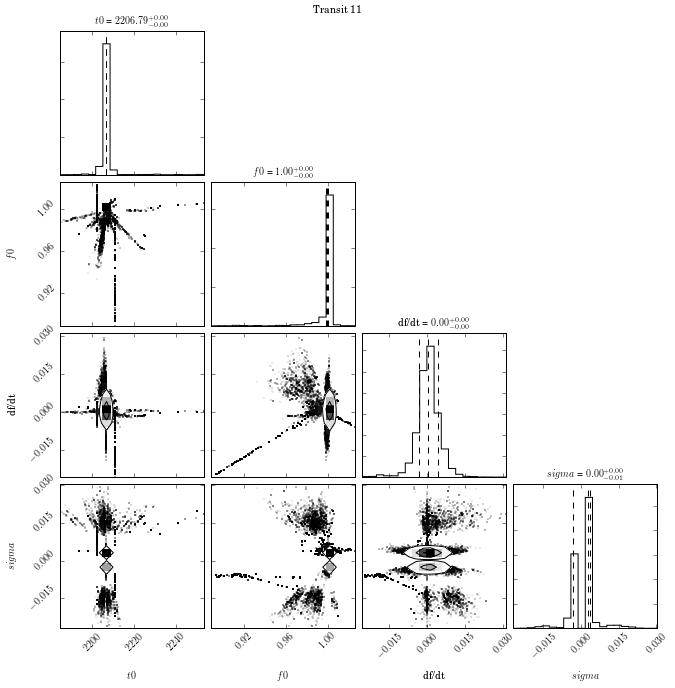 Transit 11
t0 = 2206.79+0.00−0.00
f0 = 1.00+0.00−0.00
1.00
0.96
0.92
f0
df/dt = 0.00+0.00−0.00
0.030
0.015
0.000
−0.015
0.030
df/dt
sigma = 0.00+0.00−0.01
0.015
0.000
−0.015
sigma
2200 2220 2210
0.92 0.96 1.00
−0.015 0.000 0.015 0.030
−0.015 0.000 0.015 0.030
t0 f0 df/dt sigma